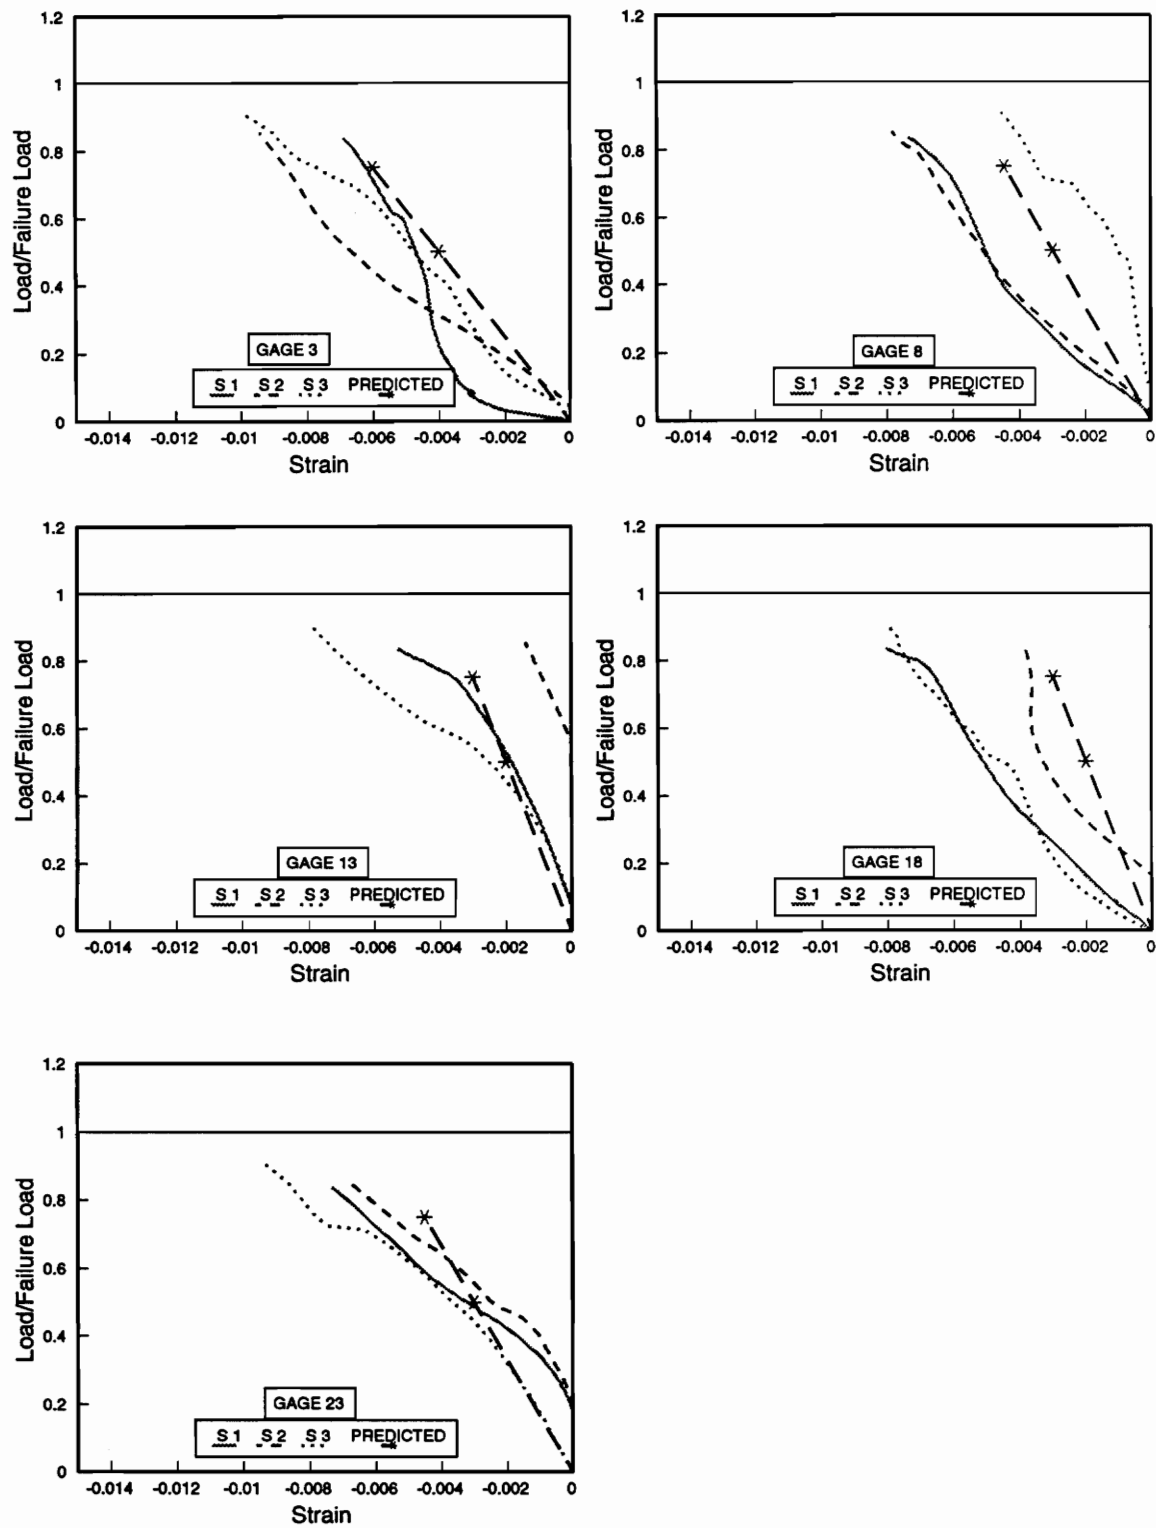 1.2
1
0.8
0.6
0.4
0.2
0
Load/Failure Load
GAGE 3
S 1 S 2 S 3 PREDICTED
-0.014 -0.012 -0.01 -0.008 -0.006 -0.004 -0.002 0
Strain
1.2
1
0.8
0.6
0.4
0.2
0
Load/Failure Load
GAGE 8
S 1 S 2 S 3 PREDICTED
-0.014 -0.012 -0.01 -0.008 -0.006 -0.004 -0.002 0
Strain
1.2
1
0.8
0.6
0.4
0.2
0
Load/Failure Load
GAGE 13
S 1 S 2 S 3 PREDICTED
-0.014 -0.012 -0.01 -0.008 -0.006 -0.004 -0.002 0
Strain
1.2
1
0.8
0.6
0.4
0.2
0
Load/Failure Load
GAGE 18
S 1 S 2 S 3 PREDICTED
-0.014 -0.012 -0.01 -0.008 -0.006 -0.004 -0.002 0
Strain
1.2
1
0.8
0.6
0.4
0.2
0
Load/Failure Load
GAGE 23
S 1 S 2 S 3 PREDICTED
-0.014 -0.012 -0.01 -0.008 -0.006 -0.004 -0.002 0
Strain